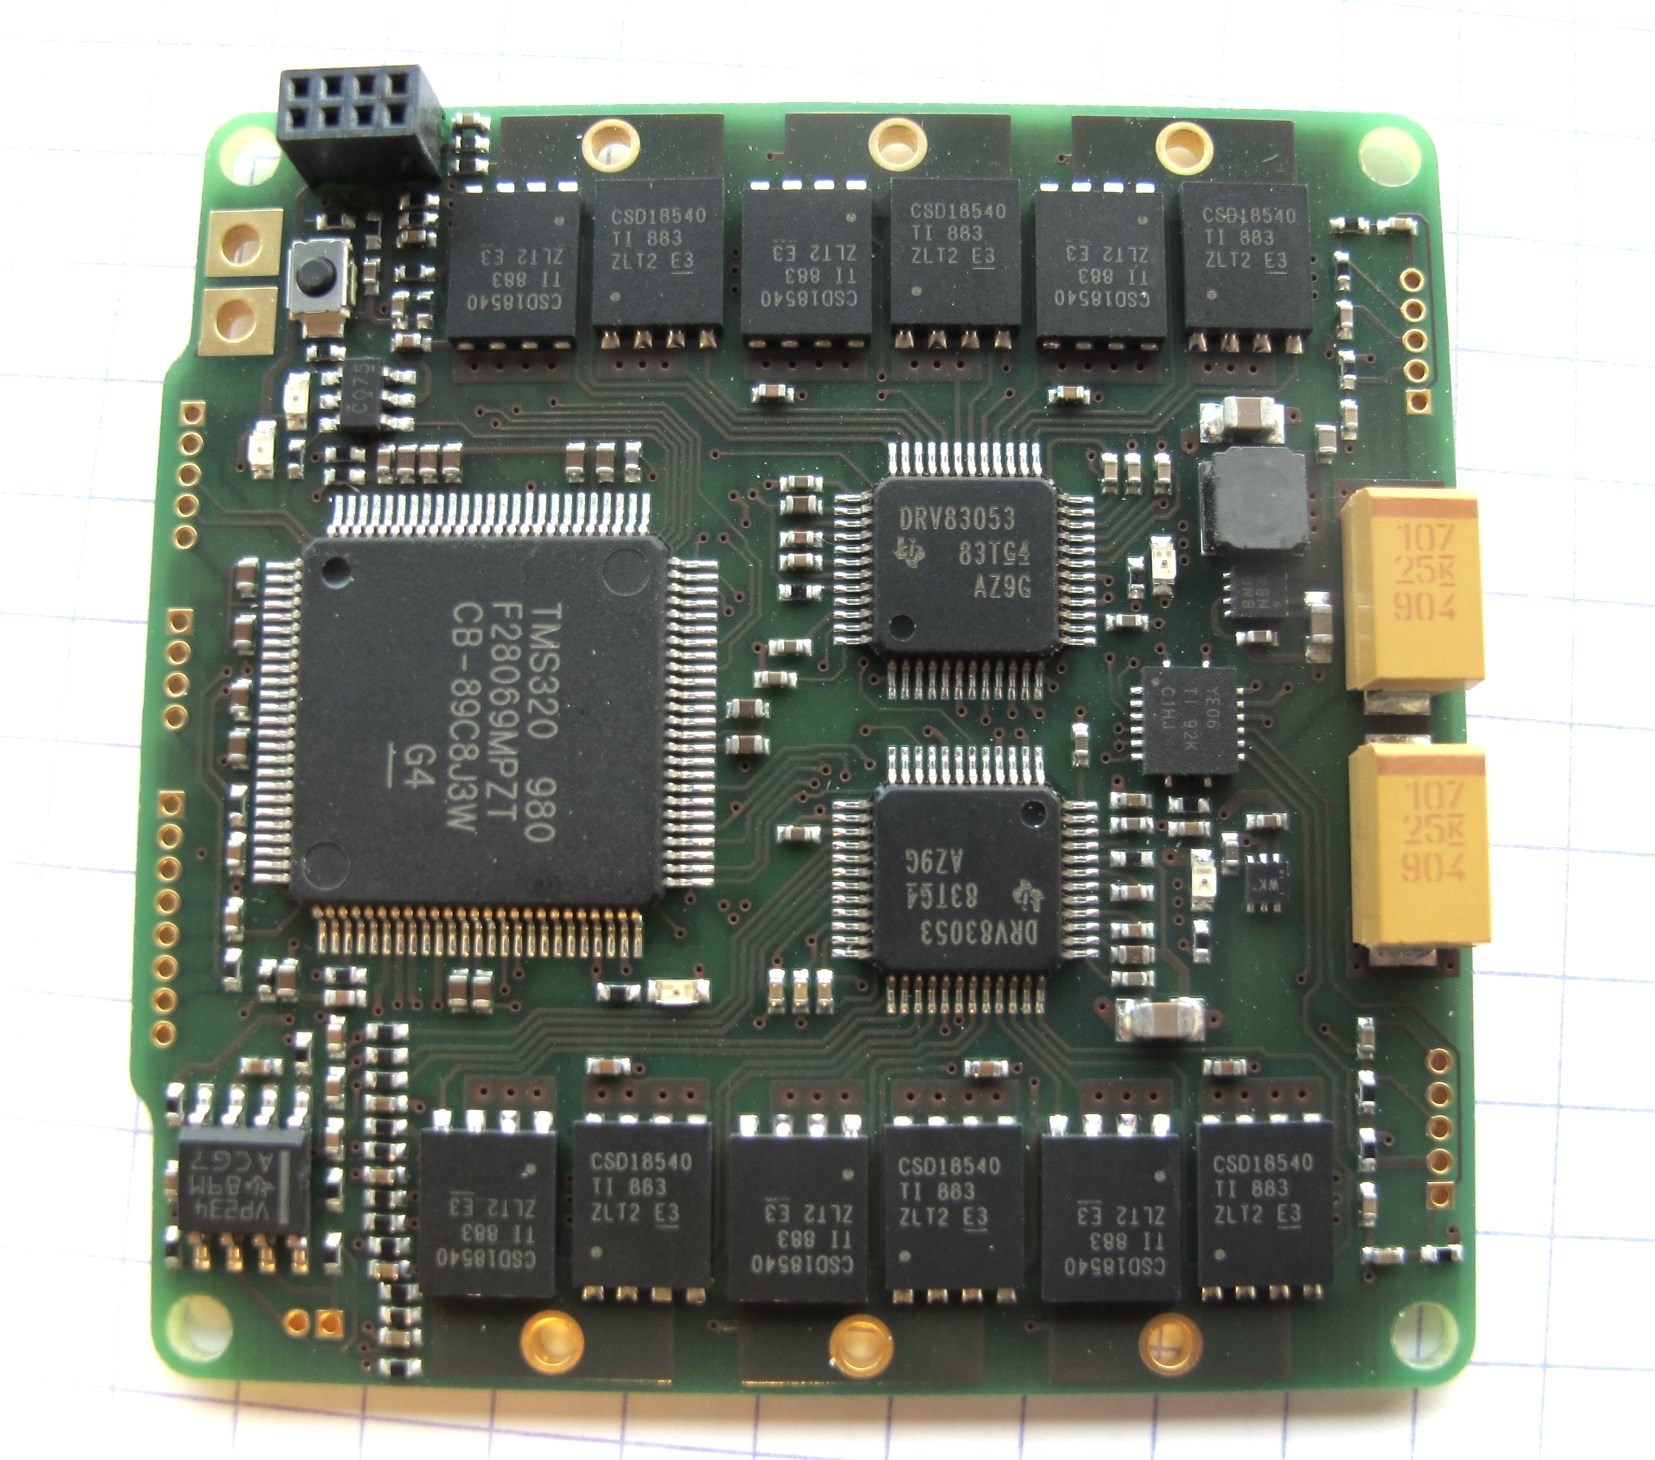 CSD18540
TI 883
ZLT2 E3
CSD18540
TI 883
ZLT2 E3
CSD18540
TI 883
ZLT2 E3
CSD18540
TI 883
ZLT2 E3
CSD18540
TI 883
ZLT2 E3
CSD18540
TI 883
ZLT2 E3
TMS320 980
F28069MPZT
CB-89C8J3W
G4
DRV83053
83TG4
AZ9G
107
25K
904
YE06
TI 92K
C1HJ
DRV83053
83TG4
AZ9G
107
25K
904
VP234
89M
ACG7
CSD18540
TI 883
ZLT2 E3
CSD18540
TI 883
ZLT2 E3
CSD18540
TI 883
ZLT2 E3
CSD18540
TI 883
ZLT2 E3
CSD18540
TI 883
ZLT2 E3
CSD18540
TI 883
ZLT2 E3